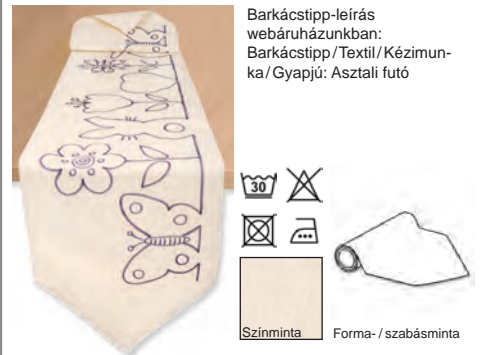 Barkácstipp-leírás
webáruházunkban:
Barkácstipp / Textil / Kézimun-
ka / Gyapjú: Asztali futó
30
Színminta
Forma- / szabásminta